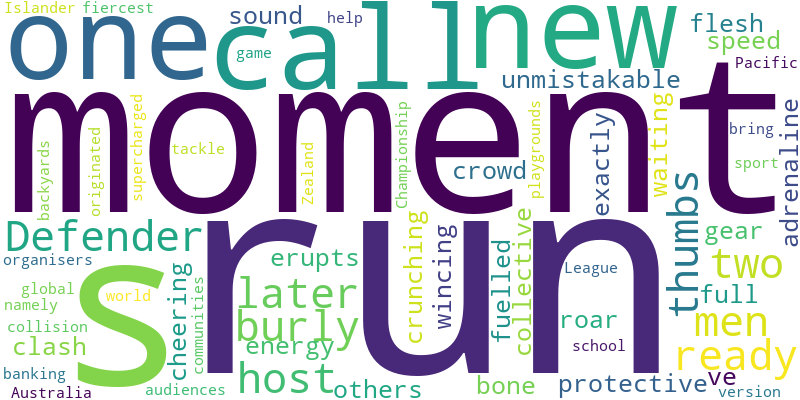 Islander
fiercest
one
call
new
sound
help
game
flesh
speed
unmistakable
Pacific
moment
backyards
originated
supercharged
tackle
Zealand
Championship
crowd
playgrounds
exactly
waiting
bring
sport
adrenaline
Defender
s
run
organisers
global
namely
world
collision
clash
banking
Australia
cheering
communities
audiences
erupts
later
burly
energy
host
others
crunching
wincing
fuelled
collective
League
roar
school
bone
protective
thumbs
gear
two
full
men
ready
ve
version